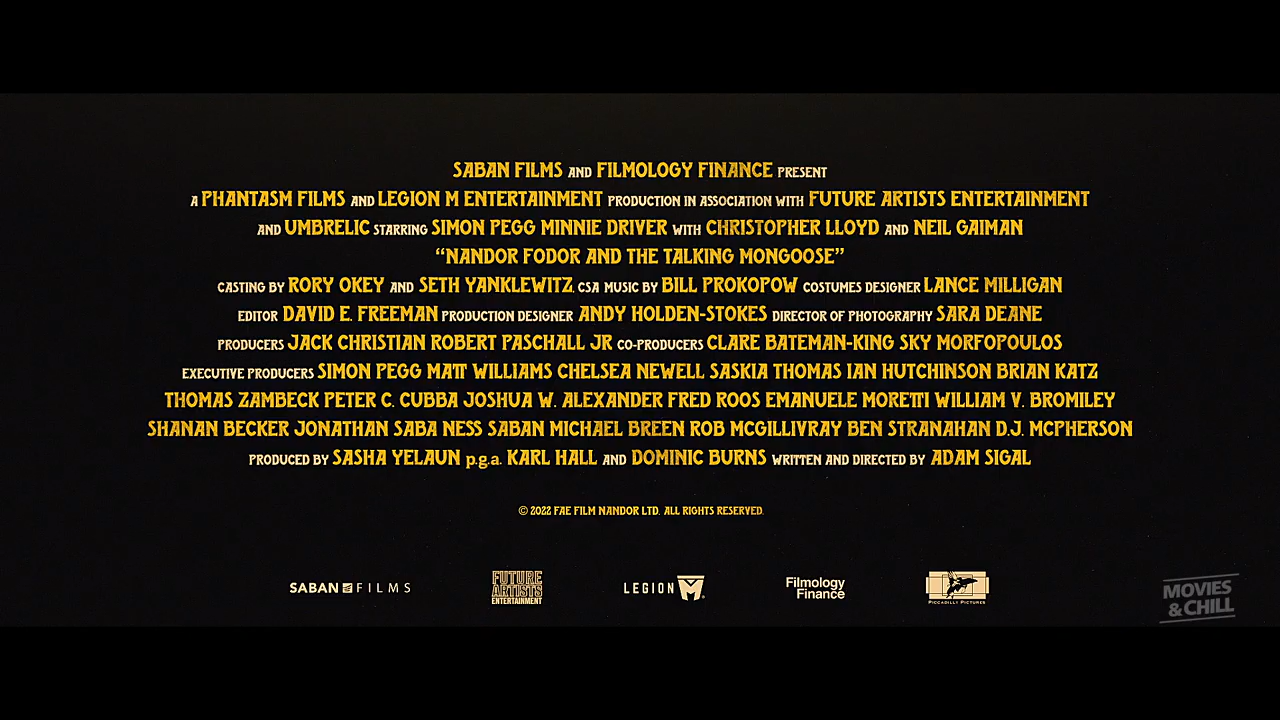 SABAN FILMS AND FILMOLOGY FINANCE PRESENT
A PHANTASM FILMS AND LEGION M ENTERTAINMENT PRODUCTION IN ASSOCIATION WITH FUTURE ARTISTS ENTERTAINMENT
AND UMBRELIC STARRING SIMON PEGG MINNIE DRIVER WITH CHRISTOPHER LLOYD AND NEIL GAIMAN
“NANDOR FODOR AND THE TALKING MONGOOSE”
CASTING BY RORY OKEY AND SETH YANKLEWITZ, CSA MUSIC BY BILL PROKOPOW COSTUMES DESIGNER LANCE MILLIGAN
EDITOR DAVID E. FREEMAN PRODUCTION DESIGNER ANDY HOLDEN-STOKES DIRECTOR OF PHOTOGRAPHY SARA DEANE
PRODUCERS JACK CHRISTIAN ROBERT PASCHALL JR CO-PRODUCERS CLARE BATEMAN-KING SKY MORFOPOULOS
EXECUTIVE PRODUCERS SIMON PEGG MATT WILLIAMS CHELSEA NEWELL SASKIA THOMAS IAN HUTCHINSON BRIAN KATZ
THOMAS ZAMBECK PETER C. CUBBA JOSHUA W. ALEXANDER FRED ROOS EMANUELE MORETTI WILLIAM V. BROMILEY
SHANAN BECKER JONATHAN SABA NESS SABAN MICHAEL BREEN ROB MCGILLIVRAY BEN STRANAHAN D.J. MCPHERSON
PRODUCED BY SASHA YELAUN p.g.a. KARL HALL AND DOMINIC BURNS WRITTEN AND DIRECTED BY ADAM SIGAL
© 2022 FAE FILM NANDOR LTD. ALL RIGHTS RESERVED.
SABAN FILMS
FUTURE
ARTISTS
ENTERTAINMENT
LEGION M
Filmology
Finance
PICCADILLY PICTURES
MOVIES
& CHILL